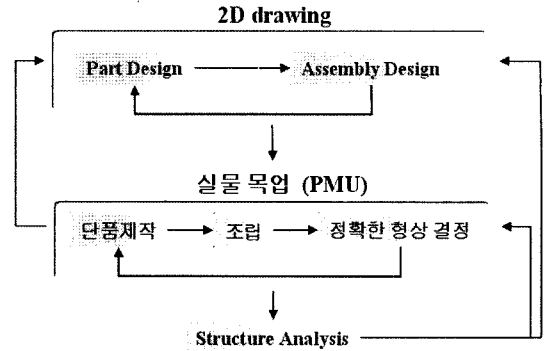 2D drawing
Part Design Assembly Design
실물 목업 (PMU)
단품제작 조립 정확한 형상 결정
Structure Analysis